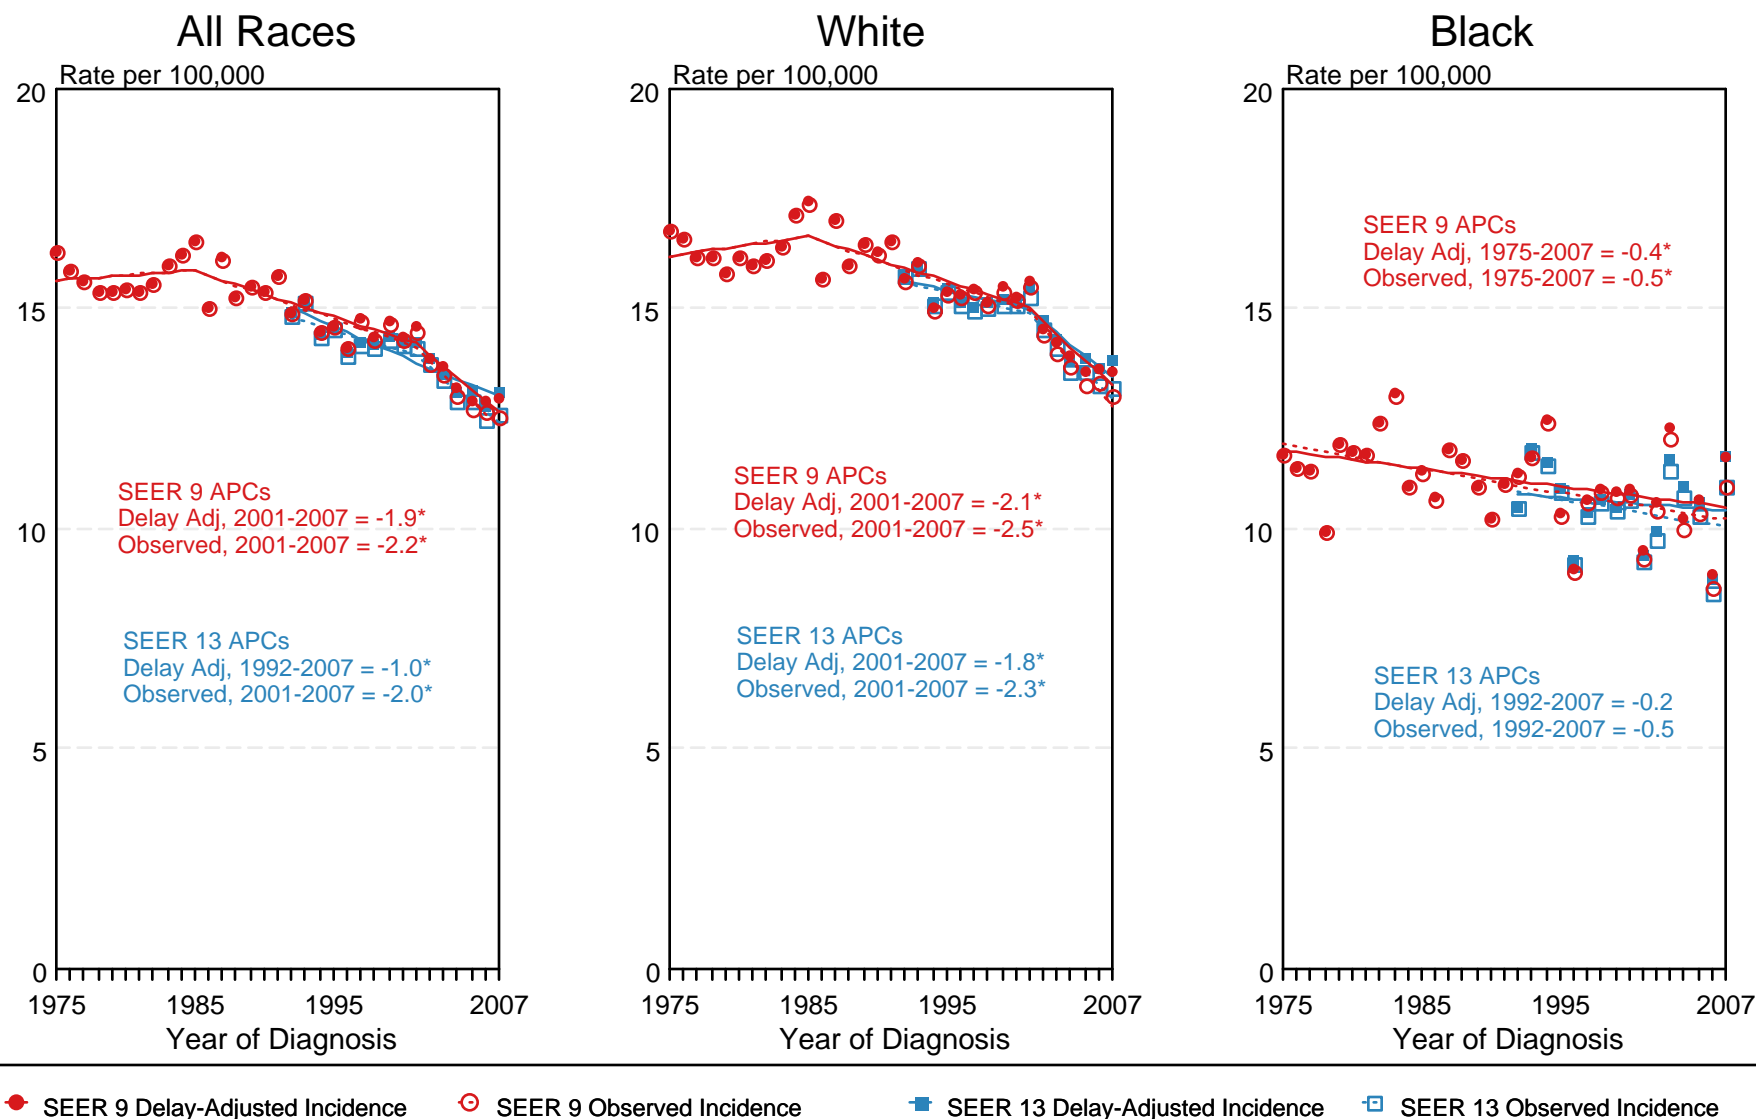 All Races
White
Black
Rate per 100,000
Rate per 100,000
Rate per 100,000
20
15
10
5
0
SEER 9 APCs
Delay Adj, 2001-2007 = -1.9*
Observed, 2001-2007 = -2.2*
SEER 13 APCs
Delay Adj, 1992-2007 = -1.0*
Observed, 2001-2007 = -2.0*
1975
1985
1995
2007
Year of Diagnosis
20
15
10
5
0
SEER 9 APCs
Delay Adj, 2001-2007 = -2.1*
Observed, 2001-2007 = -2.5*
SEER 13 APCs
Delay Adj, 2001-2007 = -1.8*
Observed, 2001-2007 = -2.3*
1975
1985
1995
2007
Year of Diagnosis
20
15
10
5
0
SEER 9 APCs
Delay Adj, 1975-2007 = -0.4*
Observed, 1975-2007 = -0.5*
SEER 13 APCs
Delay Adj, 1992-2007 = -0.2
Observed, 1992-2007 = -0.5
1975
1985
1995
2007
Year of Diagnosis
SEER 9 Delay-Adjusted Incidence
SEER 9 Observed Incidence
SEER 13 Delay-Adjusted Incidence
SEER 13 Observed Incidence